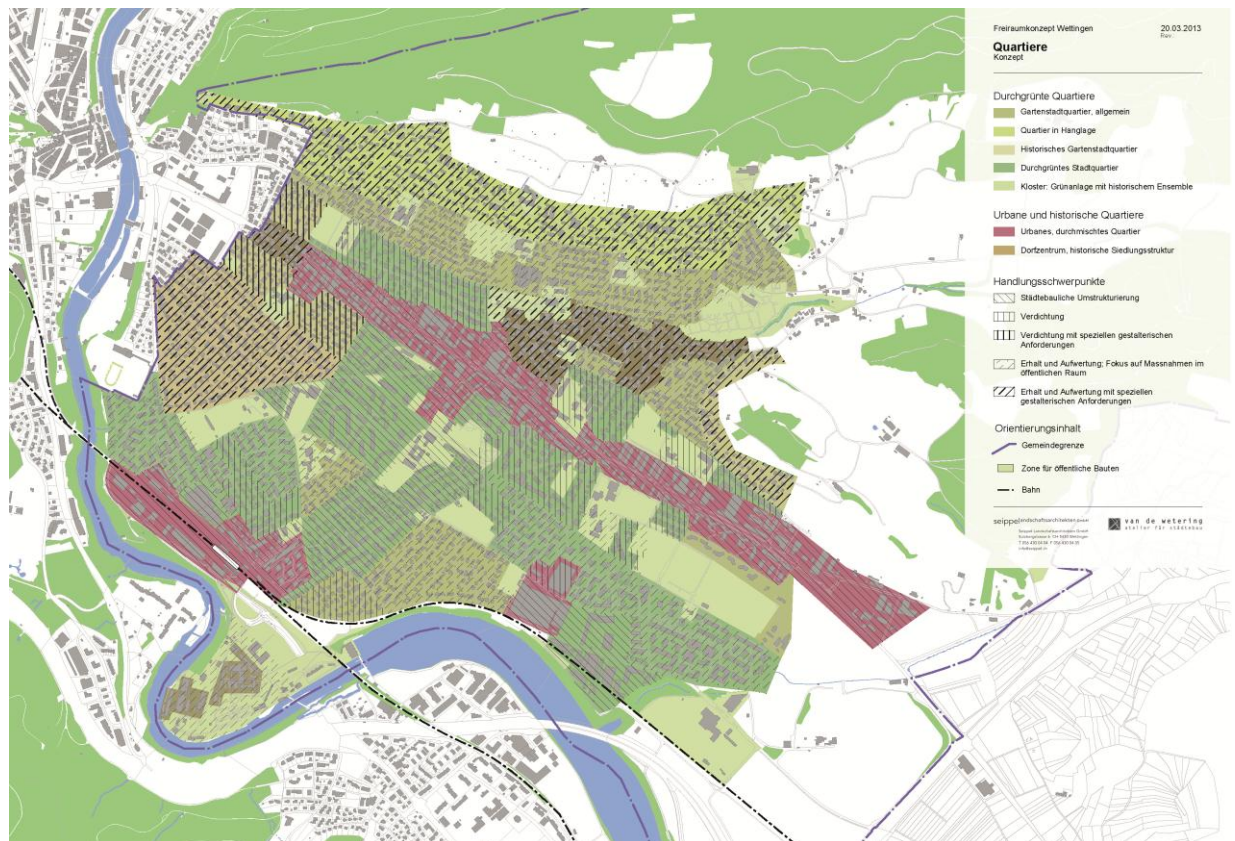 Freiraumkonzept Wettingen 20.03.2013
Quartiere
Konzept
Durchgrünte Quartiere
Gartenstadtquartier, allgemein
Quartier in Hanglage
Historisches Gartenstadtquartier
Durchgrüntes Stadtquartier
Kloster: Grünanlage mit historischem Ensemble
Urbane und historische Quartiere
Urbanes, durchmischtes Quartier
Dorfzentrum, historische Siedlungsstruktur
Handlungsschwerpunkte
Städtebauliche Umstrukturierung
Verdichtung
Verdichtung mit speziellen gestalterischen
Anforderungen
Erhalt und Aufwertung; Fokus auf Massnahmen im
öffentlichen Raum
Erhalt und Aufwertung mit speziellen
gestalterischen Anforderungen
Orientierungsinhalt
Gemeindegrenze
Zone für öffentliche Bauten
Bahn
seippel landschaftsarchitekten
van de wetering
atelier für städtebau